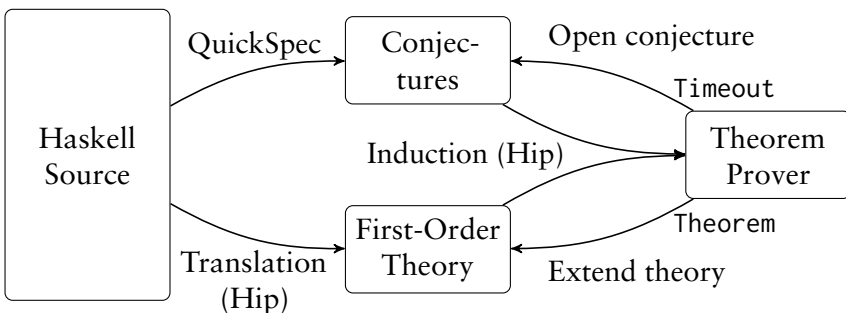 QuickSpec
Conjec-
tures
Open conjecture
Timeout
Haskell
Source
Induction (Hip)
Theorem
Prover
Translation
(Hip)
First-Order
Theory
Theorem
Extend theory